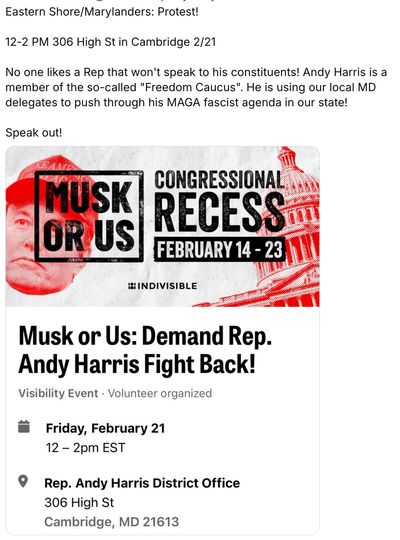 Eastern Shore/Marylanders: Protest!
12-2 PM 306 High St in Cambridge 2/21
No one likes a Rep that won't speak to his constituents! Andy Harris is a
member of the so-called "Freedom Caucus". He is using our local MD
delegates to push through his MAGA fascist agenda in our state!
Speak out!
MUSK
OR US
CONGRESSIONAL
RECESS
FEBRUARY 14 - 23
INDIVISIBLE
Musk or Us: Demand Rep.
Andy Harris Fight Back!
Visibility Event · Volunteer organized
Friday, February 21
12 – 2pm EST
Rep. Andy Harris District Office
306 High St
Cambridge, MD 21613